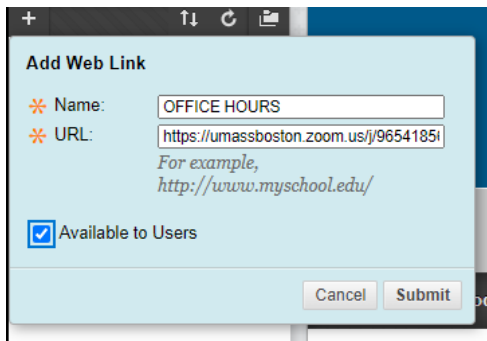 Add Web Link
Name: OFFICE HOURS
URL: https://umassboston.zoom.us/j/9654185
For example,
http://www.myschool.edu/
Available to Users
Cancel Submit